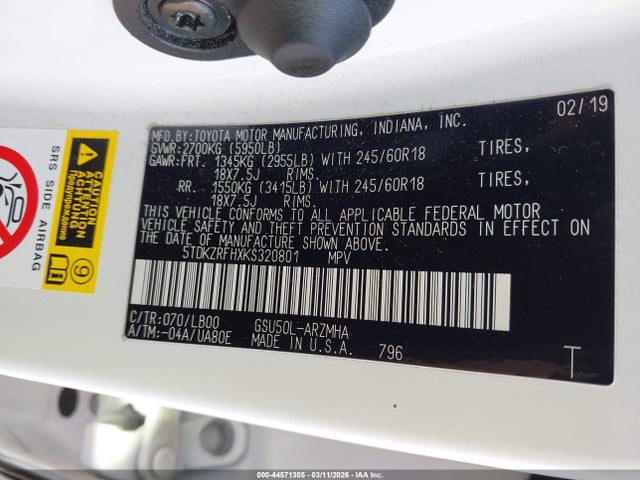 02/19
MFD.BY:TOYOTA MOTOR MANUFACTURING, INDIANA, INC.
GVWR:2700KG (5950LB)
GAWR:FRT. 1345KG (2955LB) WITH 245/60R18 TIRES,
18X7.5J RIMS.
RR. 1550KG (3415LB) WITH 245/60R18 TIRES,
18X7.5J RIMS.
THIS VEHICLE CONFORMS TO ALL APPLICABLE FEDERAL MOTOR
VEHICLE SAFETY AND THEFT PREVENTION STANDARDS IN EFFECT ON
THE DATE OF MANUFACTURE SHOWN ABOVE.
5TDKZRFHXKS320801 MPV
C/TR:070/LB00 GSU50L-ARZMHA
A/TM:-04A/UA80E MADE IN U.S.A. 796
T
SRS SIDE AIRBAG
CAUTION
ATTENTION
ACHTUNG
Предупреждение
9
000-44571305 - 03/11/2026 - IAA Inc.